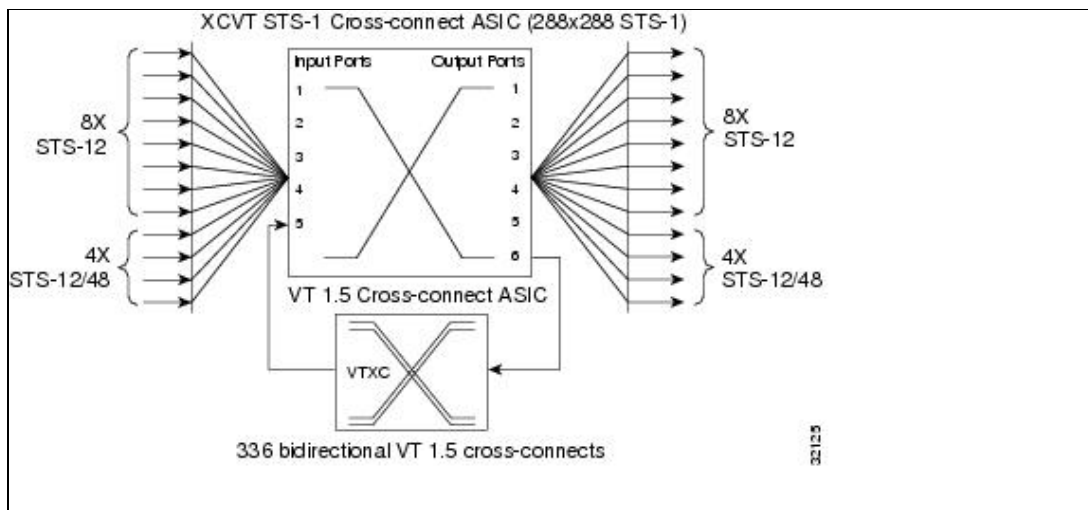 XCVT STS-1 Cross-connect ASIC (288x288 STS-1)
Input Ports
Output Ports
1
2
3
4
5
1
2
3
4
5
6
8X
STS-12
4X
STS-12/48
8X
STS-12
4X
STS-12/48
VT 1.5 Cross-connect ASIC
VTXC
336 bidirectional VT 1.5 cross-connects
32125